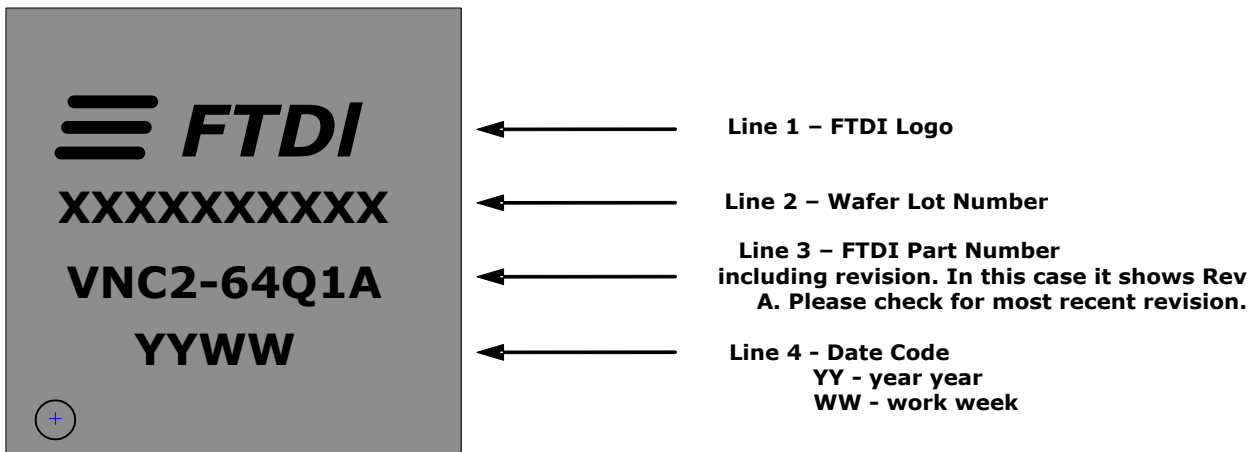 FTDI
Line 1 – FTDI Logo
XXXXXXXXXX
Line 2 – Wafer Lot Number
VNC2-64Q1A
Line 3 – FTDI Part Number
including revision. In this case it shows Rev
A. Please check for most recent revision.
YYWW
Line 4 - Date Code
YY - year year
WW - work week